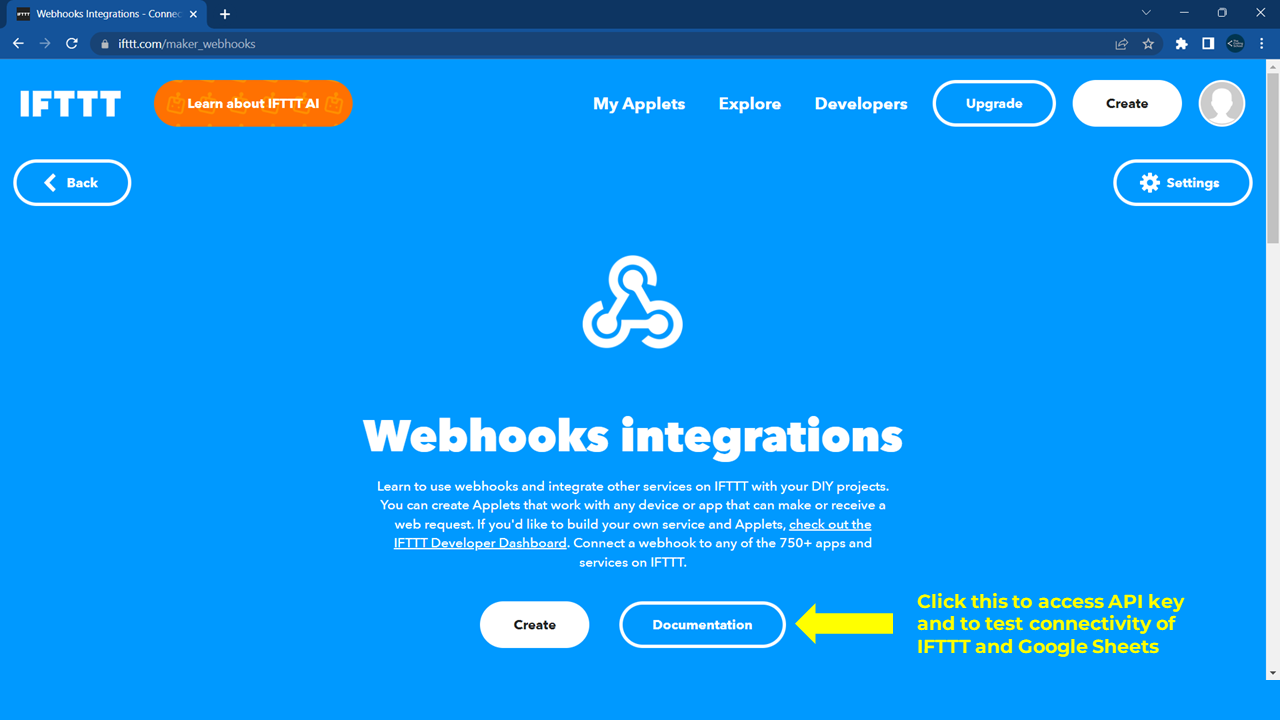 IFTTT
Webhooks Integrations - Connec
ifttt.com/maker_webhooks
IFTTT
Learn about IFTTT AI
My Applets
Explore
Developers
Upgrade
Create
Back
Settings
Webhooks integrations
Learn to use webhooks and integrate other services on IFTTT with your DIY projects.
You can create Applets that work with any device or app that can make or receive a
web request. If you'd like to build your own service and Applets, check out the
IFTTT Developer Dashboard. Connect a webhook to any of the 750+ apps and
services on IFTTT.
Create
Documentation
Click this to access API key
and to test connectivity of
IFTTT and Google Sheets